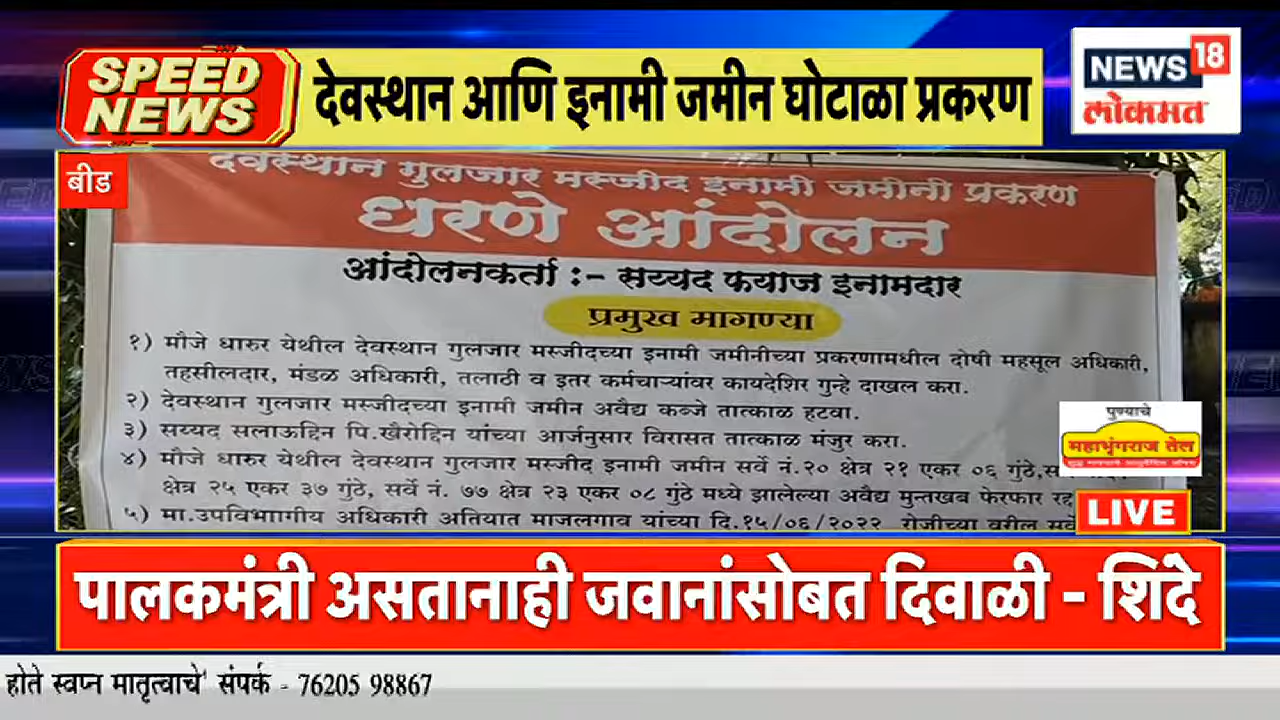 SPEED
NEWS
देवस्थान आणि इनामी जमीन घोटाळा प्रकरण
NEWS 18
लोकमत
बीड
देवस्थान गुलजार मस्जीद इनामी जमीनी प्रकरण
धरणे आंदोलन
आंदोलनकर्ता :- सय्यद फयाज इनामदार
प्रमुख मागण्या
१) मौजे धारुर येथील देवस्थान गुलजार मस्जीदच्या इनामी जमीनीच्या प्रकरणामधील दोषी महसूल अधिकारी,
तहसीलदार, मंडळ अधिकारी, तलाठी व इतर कर्मचाऱ्यांवर कायदेशिर गुन्हे दाखल करा.
२) देवस्थान गुलजार मस्जीदच्या इनामी जमीन अवैद्य कब्जे तात्काळ हटवा.
३) सय्यद सलाऊद्दिन पि.खैरोद्दिन यांच्या आर्जनुसार विरासत तात्काळ मंजुर करा.
४) मौजे धारुर येथील देवस्थान गुलजार मस्जीद इनामी जमीन सर्वे नं.२० क्षेत्र २१ एकर ०६ गुंठे,
क्षेत्र २५ एकर ३७ गुंठे, सर्वे नं. ७७ क्षेत्र २३ एकर ०८ गुंठे मध्ये झालेल्या अवैद्य मुन्तखब फेरफार रद्द
५) मा.उपविभाागीय अधिकारी अतियात माजलगाव यांच्या दि.१५/०६/२०२२ रोजीच्या वरील सर्वे
पुण्याचे
महाभृंगराज तेल
LIVE
पालकमंत्री असतानाही जवानांसोबत दिवाळी - शिंदे
होते स्वप्न मातृत्वाचे' संपर्क - 76205 98867